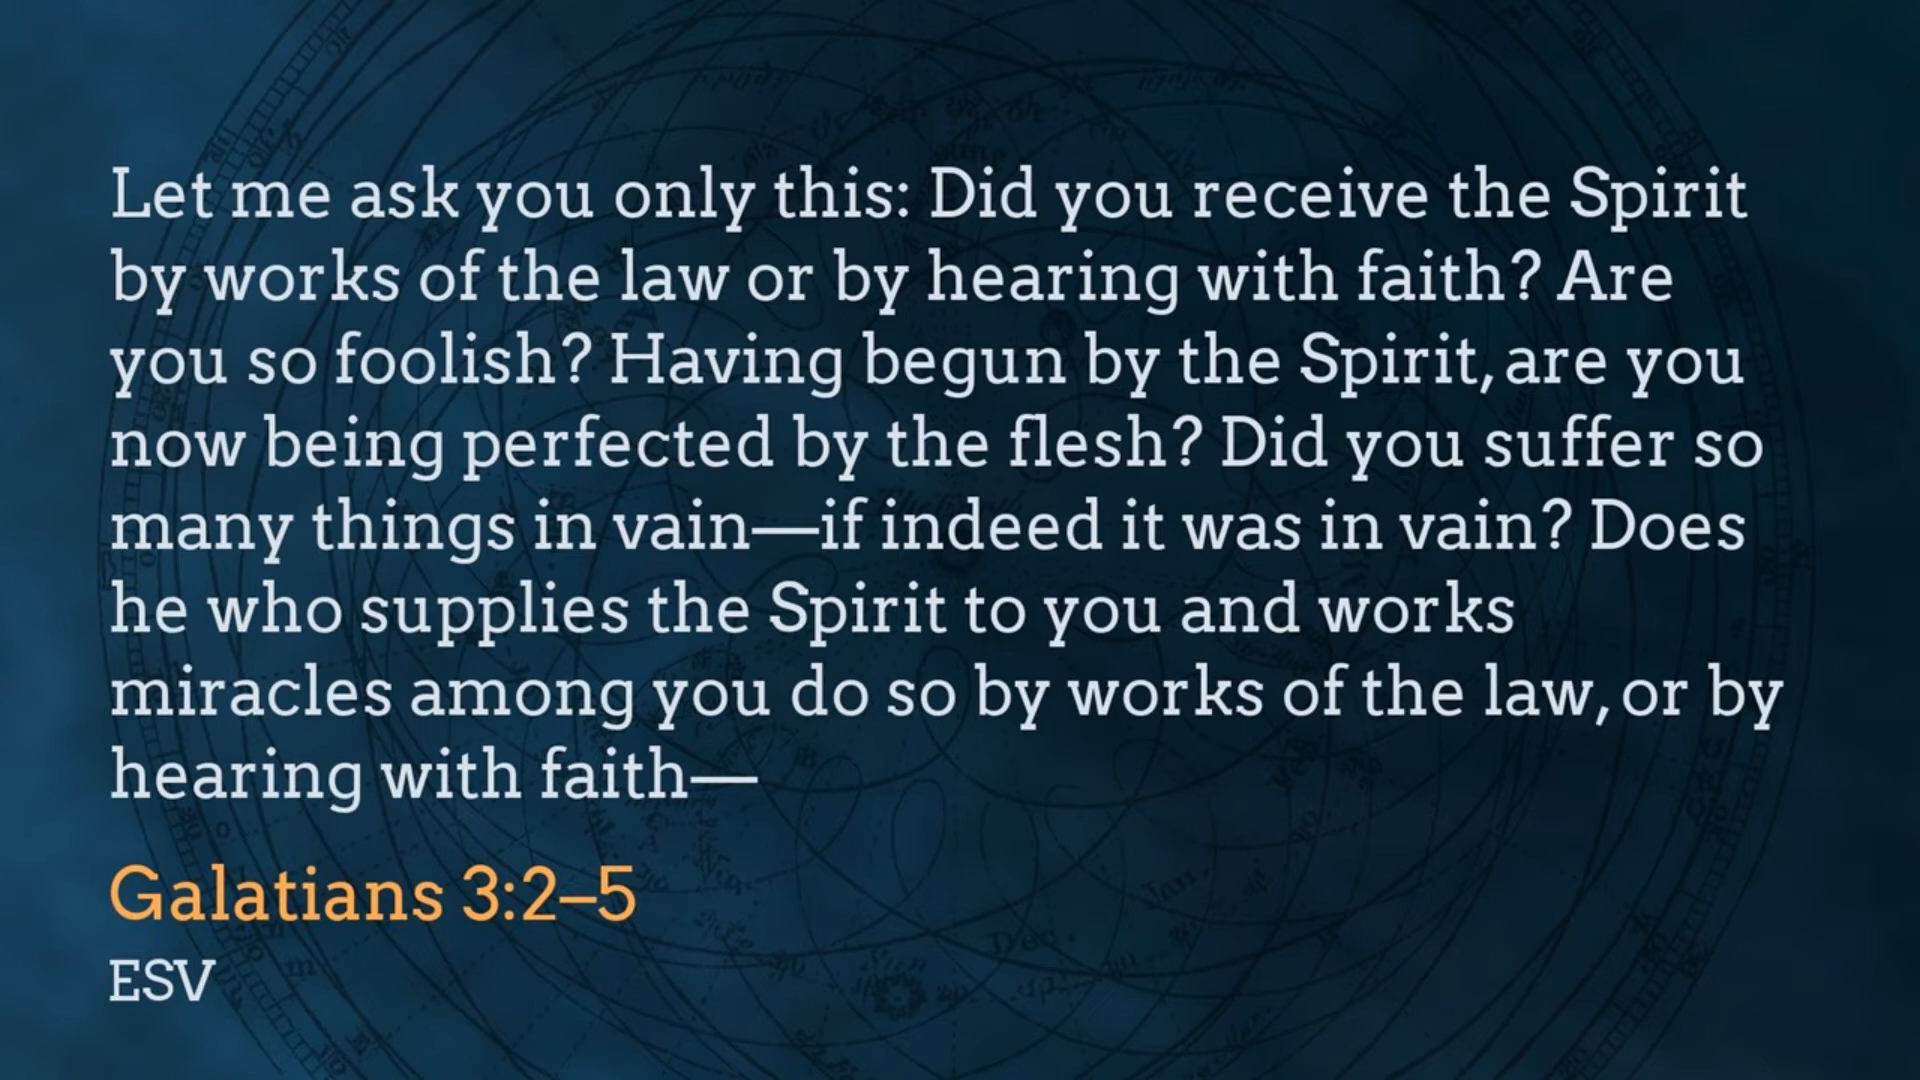 Let me ask you only this: Did you receive the Spirit
by works of the law or by hearing with faith? Are
you so foolish? Having begun by the Spirit, are you
now being perfected by the flesh? Did you suffer so
many things in vain—if indeed it was in vain? Does
he who supplies the Spirit to you and works
miracles among you do so by works of the law, or by
hearing with faith—
Galatians 3:2–5
ESV
Jan.
Dec.